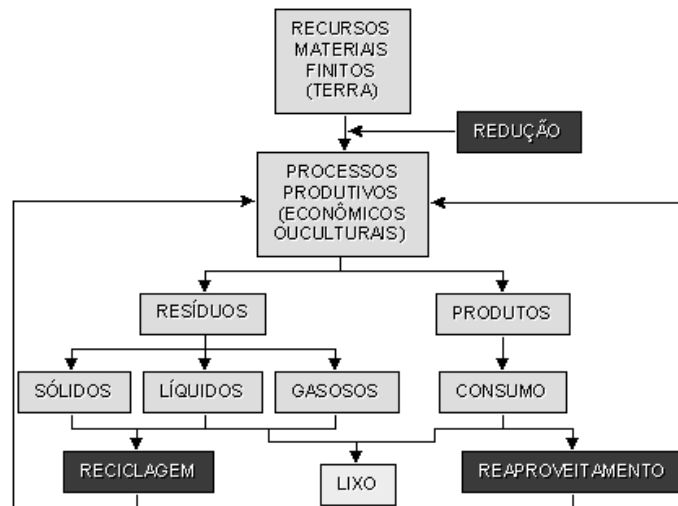 RECURSOS
MATERIAIS
FINITOS
(TERRA)
REDUÇÃO
PROCESSOS
PRODUTIVOS
(ECONÔMICOS
OUCULTURAIS)
RESÍDUOS
PRODUTOS
SÓLIDOS
LÍQUIDOS
GASOSOS
CONSUMO
RECICLAGEM
LIXO
REAPROVEITAMENTO